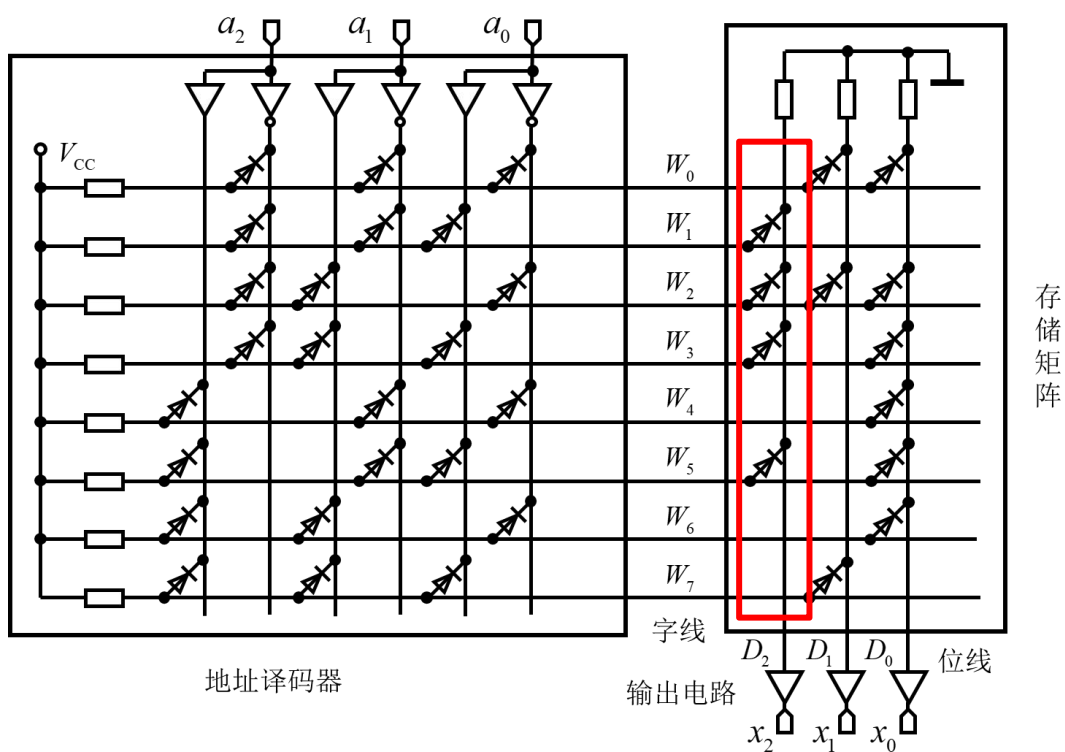 a₂ a₁ a₀
V_CC
W₀
W₁
W₂
W₃
W₄
W₅
W₆
W₇
存储矩阵
字线
D₂ D₁ D₀ 位线
地址译码器
输出电路
x₂ x₁ x₀